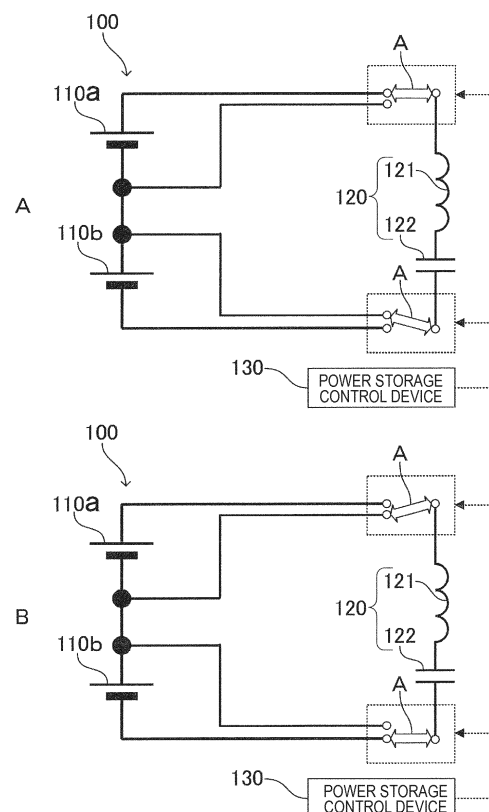 100
A
110a
121
120
A
110b
122
A
130
POWER STORAGE
CONTROL DEVICE
100
A
110a
121
120
B
110b
122
A
130
POWER STORAGE
CONTROL DEVICE